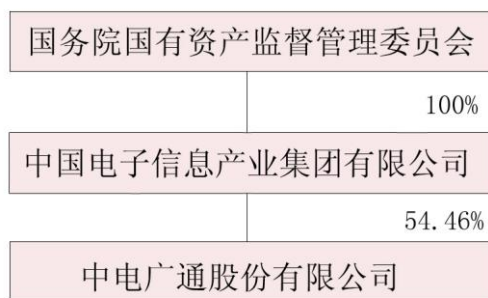 国务院国有资产监督管理委员会
100%
中国电子信息产业集团有限公司
54.46%
中电广通股份有限公司